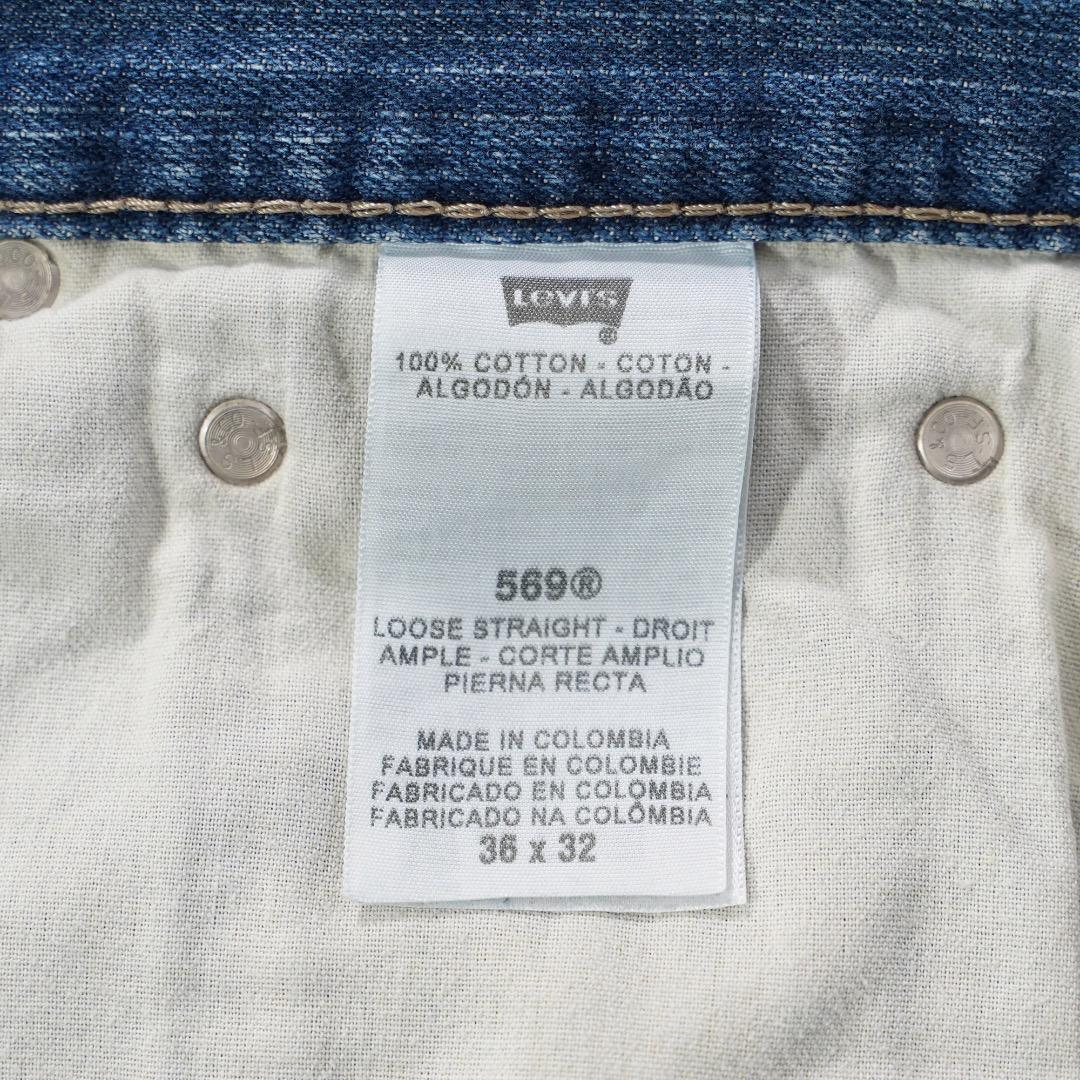 LEVI'S
®
100% COTTON - COTON -
ALGODÓN - ALGODÃO
569®
LOOSE STRAIGHT - DROIT
AMPLE - CORTE AMPLIO
PIERNA RECTA
MADE IN COLOMBIA
FABRIQUE EN COLOMBIE
FABRICADO EN COLOMBIA
FABRICADO NA COLÔMBIA
36 x 32